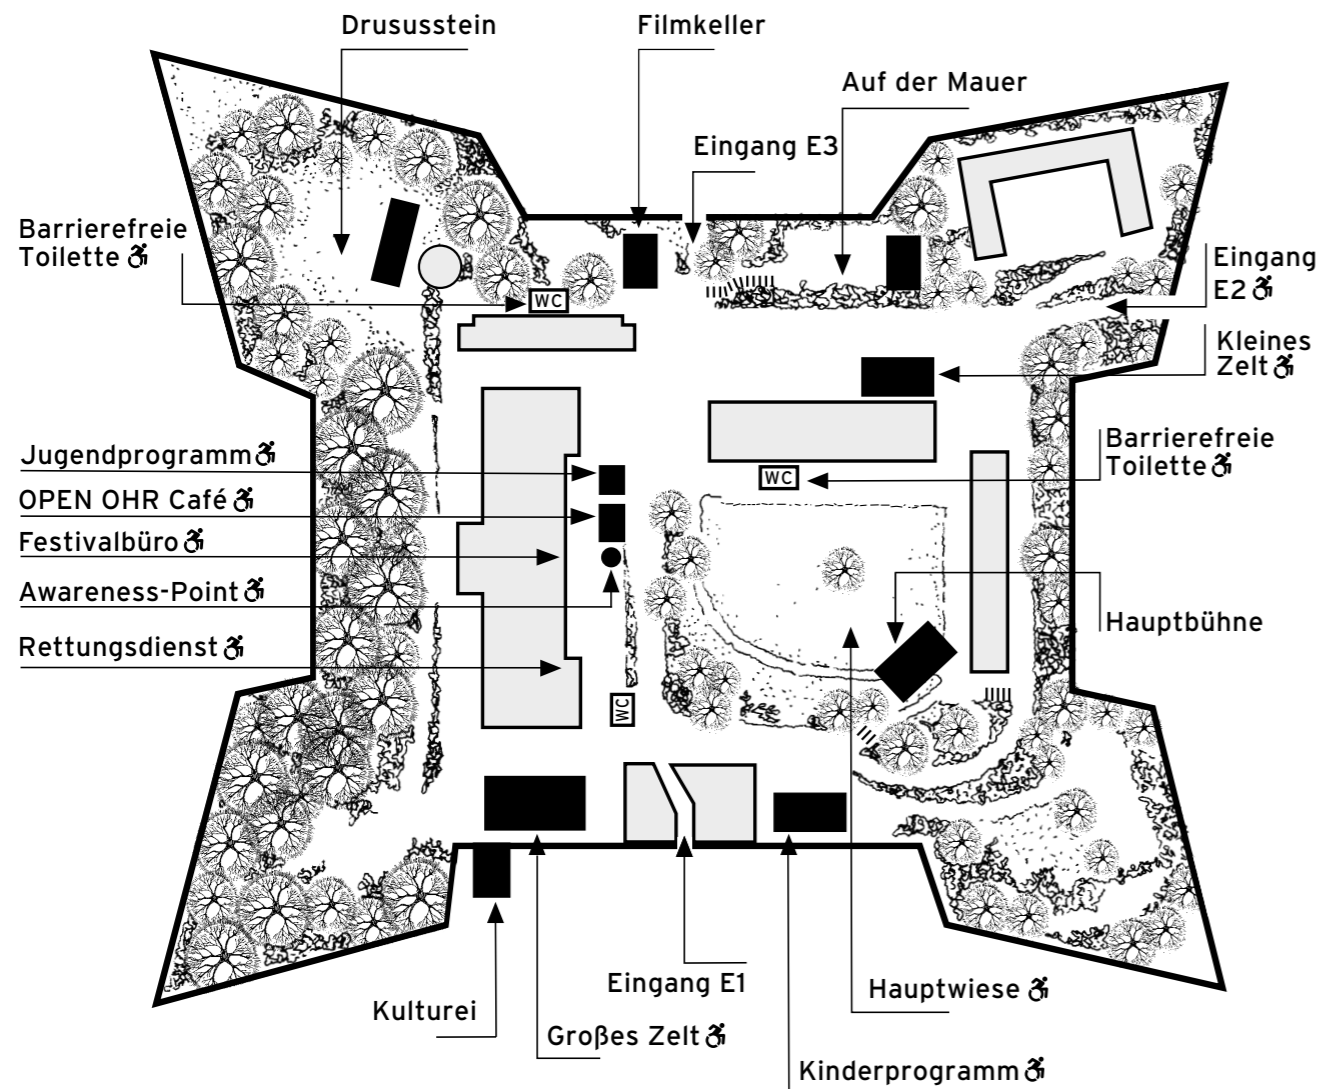 Drususstein
Filmkeller
Auf der Mauer
Eingang E3
Barrierefreie
Toilette
Eingang
E2
WC
Kleines
Zelt
Jugendprogramm
Barrierefreie
Toilette
WC
OPEN OHR Café
Festivalbüro
Awareness-Point
Hauptbühne
Rettungsdienst
WC
Eingang E1
Hauptwiese
Kulturei
Großes Zelt
Kinderprogramm